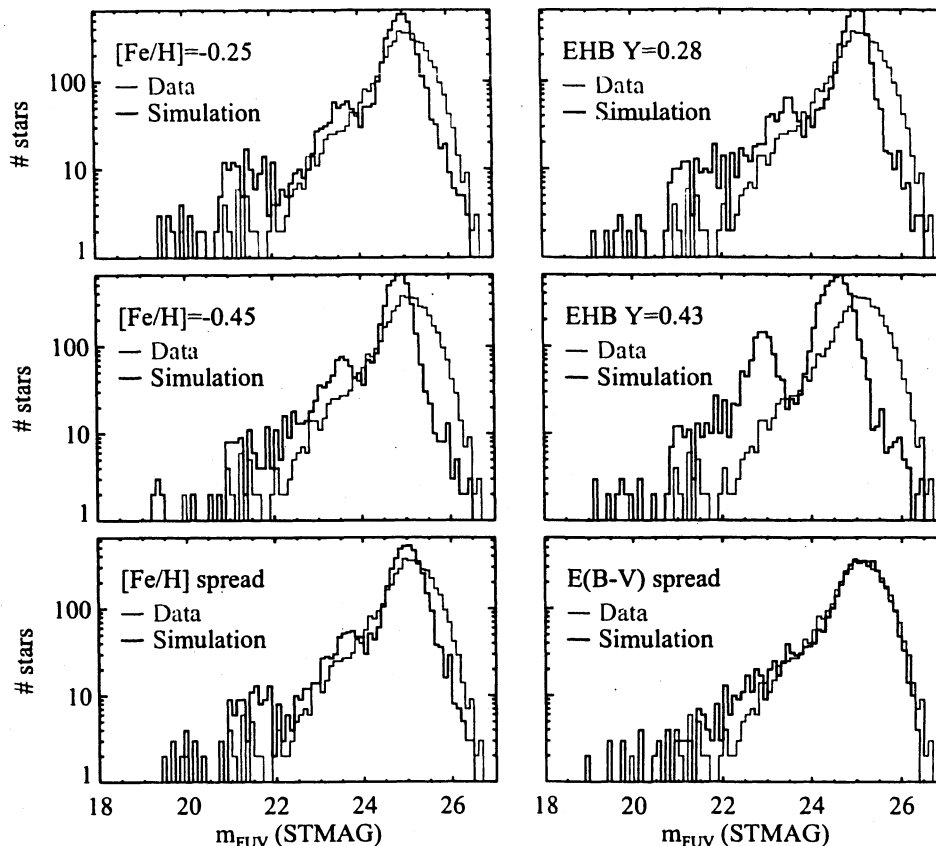 [Fe/H]=-0.25
— Data
— Simulation
# stars
100
10
1
EHB Y=0.28
— Data
— Simulation
[Fe/H]=-0.45
— Data
— Simulation
# stars
100
10
1
EHB Y=0.43
— Data
— Simulation
[Fe/H] spread
— Data
— Simulation
# stars
100
10
1
18 20 22 24 26
m_FUV (STMAG)
E(B-V) spread
— Data
— Simulation
18 20 22 24 26
m_FUV (STMAG)